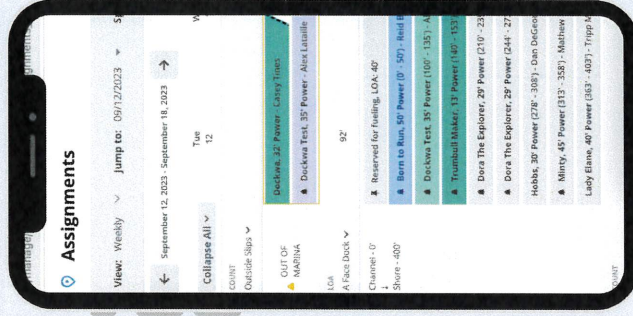 manage/
Assignments
View: Weekly Jump to: 09/12/2023
September 12, 2023 - September 18, 2023
Collapse All Tue
12
COUNT
Outside Slips
Dockwa, 32' Power - Casey Tines
OUT OF
MARINA
Dockwa Test, 35' Power - Alex Lataille
LOA
A Face Dock 92'
Channel - 0'
Shore - 400'
Reserved for fueling, LOA: 40'
Born to Run, 50' Power (0' - 50') - Reid
Dockwa Test, 35' Power (100' - 135') -
Trumbull Maker, 13' Power (140' - 153'
Dora The Explorer, 29' Power (210' -
Dora The Explorer, 29' Power (244' -
Hobbs, 30' Power (278' - 308') - Dan
Minty, 45' Power (313' - 358') - Mathew
Lady Elane, 40' Power (363' - 403') - Tripp
COUNT